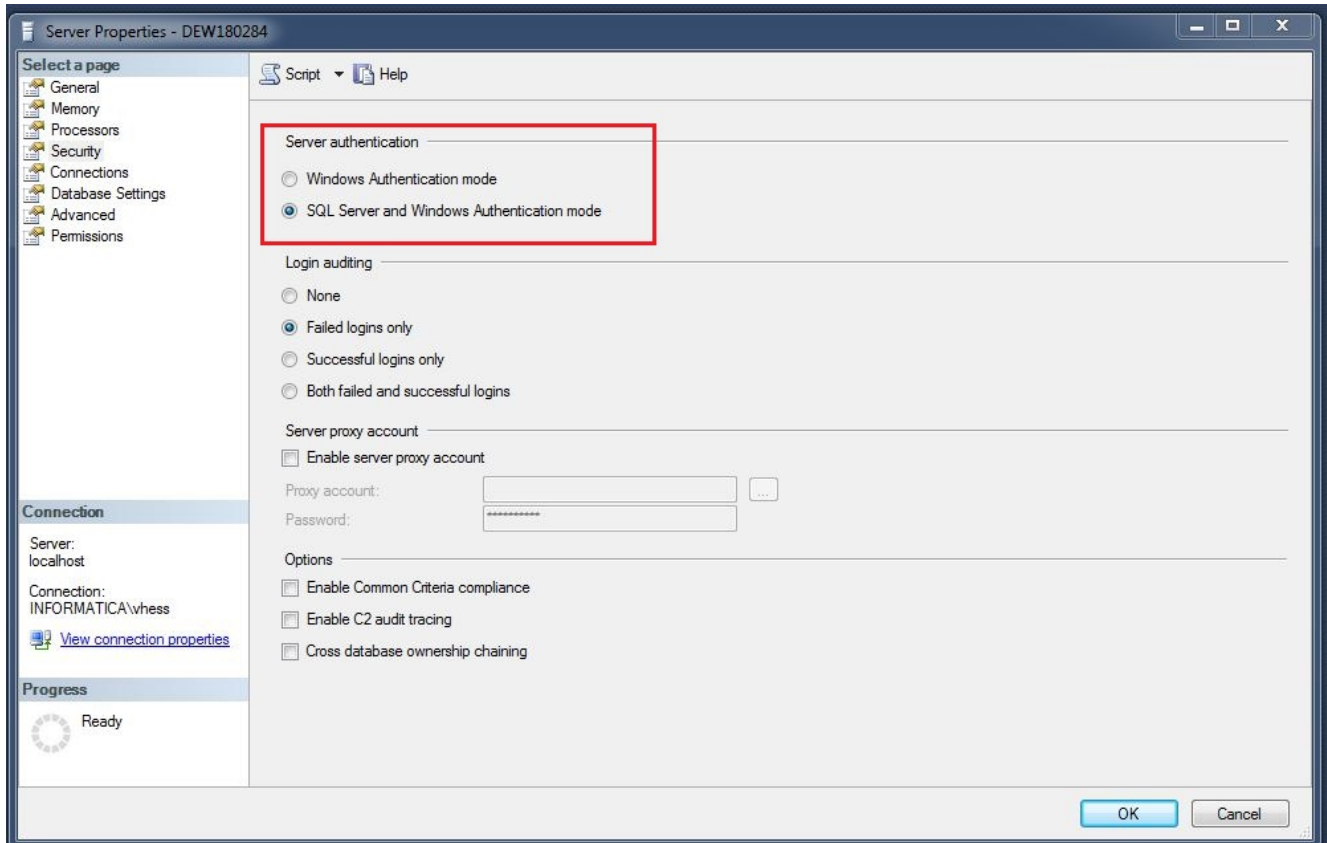 Server Properties - DEW180284
Select a page
General
Memory
Processors
Security
Connections
Database Settings
Advanced
Permissions
Connection
Server:
localhost
Connection:
INFORMATICA\vhess
View connection properties
Progress
Ready
Script
Help
Server authentication
Windows Authentication mode
SQL Server and Windows Authentication mode
Login auditing
None
Failed logins only
Successful logins only
Both failed and successful logins
Server proxy account
Enable server proxy account
Proxy account:
...
Password:
**********
Options
Enable Common Criteria compliance
Enable C2 audit tracing
Cross database ownership chaining
OK
Cancel